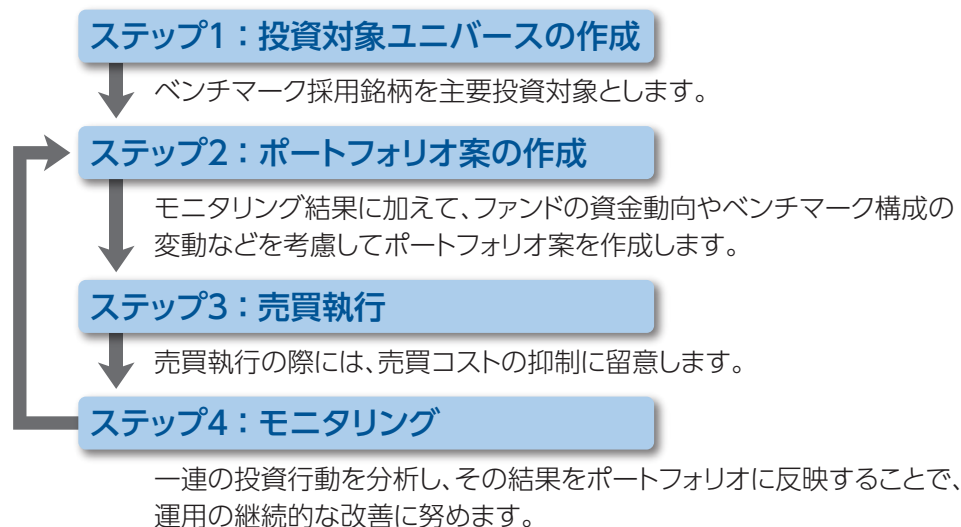 ステップ1：投資対象ユニバースの作成
ベンチマーク採用銘柄を主要投資対象とします。
ステップ2：ポートフォリオ案の作成
モニタリング結果に加えて、ファンドの資金動向やベンチマーク構成の
変動などを考慮してポートフォリオ案を作成します。
ステップ3：売買執行
売買執行の際には、売買コストの抑制に留意します。
ステップ4：モニタリング
一連の投資行動を分析し、その結果をポートフォリオに反映することで、
運用の継続的な改善に努めます。